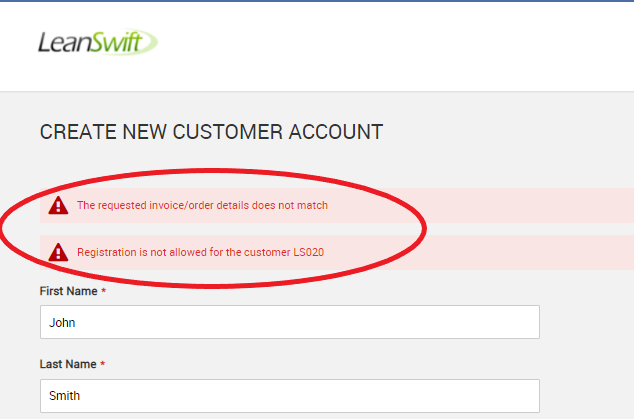 LeanSwift
CREATE NEW CUSTOMER ACCOUNT
The requested invoice/order details does not match
Registration is not allowed for the customer LS020
First Name *
John
Last Name *
Smith